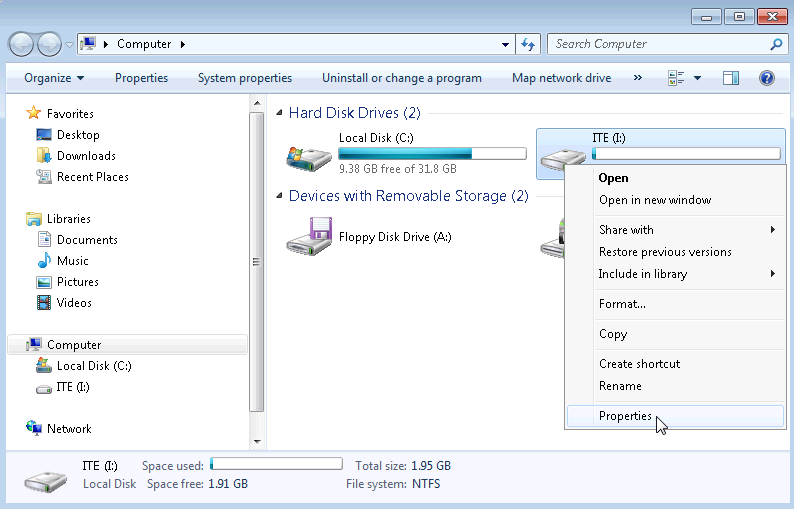 Computer
Search Computer
Organize Properties System properties Uninstall or change a program Map network drive »
Favorites
Desktop
Downloads
Recent Places
Libraries
Documents
Music
Pictures
Videos
Computer
Local Disk (C:)
ITE (I:)
Network
Hard Disk Drives (2)
Local Disk (C:)
9.38 GB free of 31.8 GB
ITE (I:)
Devices with Removable Storage (2)
Floppy Disk Drive (A:)
Open
Open in new window
Share with
Restore previous versions
Include in library
Format...
Copy
Create shortcut
Rename
Properties
ITE (I:) Space used: Total size: 1.95 GB
Local Disk Space free: 1.91 GB File system: NTFS